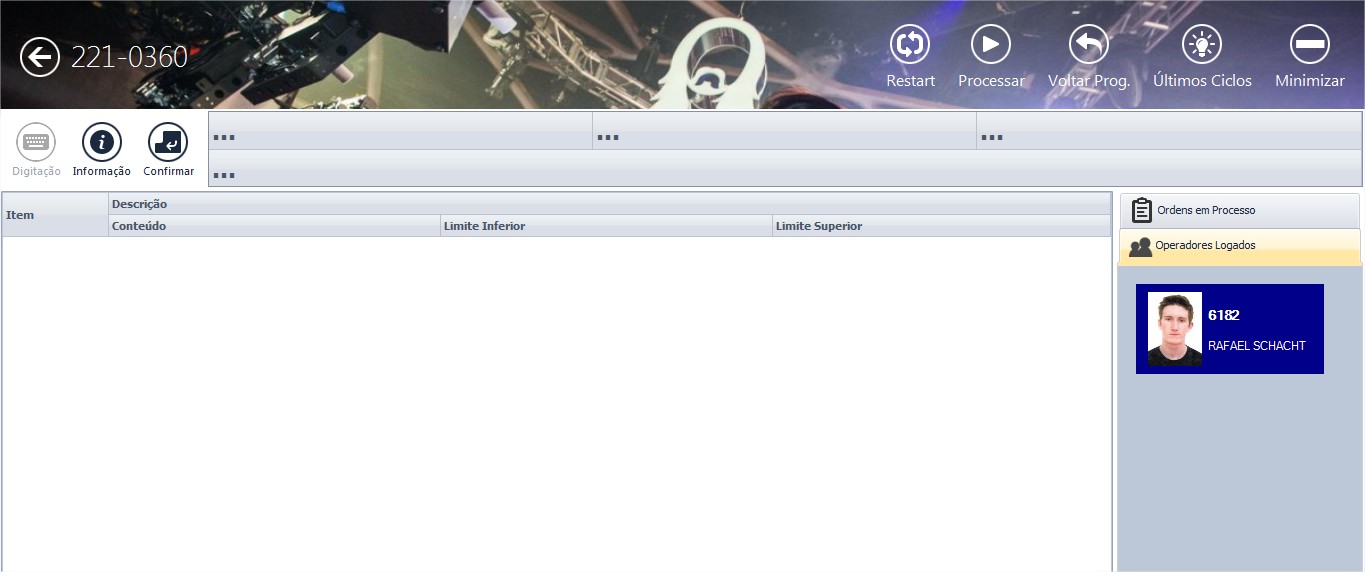 221-0360
Restart
Processar
Voltar Prog.
Últimos Ciclos
Minimizar
Digitação
Informação
Confirmar
...
...
...
...
Item
Descrição
Conteúdo
Limite Inferior
Limite Superior
Ordens em Processo
Operadores Logados
6182
RAFAEL SCHACHT